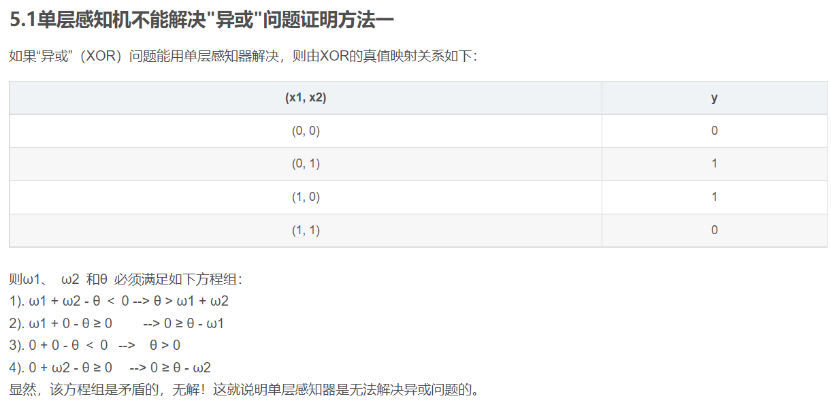 5.1单层感知机不能解决"异或"问题证明方法一
如果“异或”（XOR）问题能用单层感知器解决，则由XOR的真值映射关系如下：
(x1, x2) y
(0, 0) 0
(0, 1) 1
(1, 0) 1
(1, 1) 0
则ω1、 ω2 和θ 必须满足如下方程组：
1). ω1 + ω2 - θ < 0 --> θ > ω1 + ω2
2). ω1 + 0 - θ ≥ 0 --> 0 ≥ θ - ω1
3). 0 + 0 - θ < 0 --> θ > 0
4). 0 + ω2 - θ ≥ 0 --> 0 ≥ θ - ω2
显然，该方程组是矛盾的，无解！这就说明单层感知器是无法解决异或问题的。